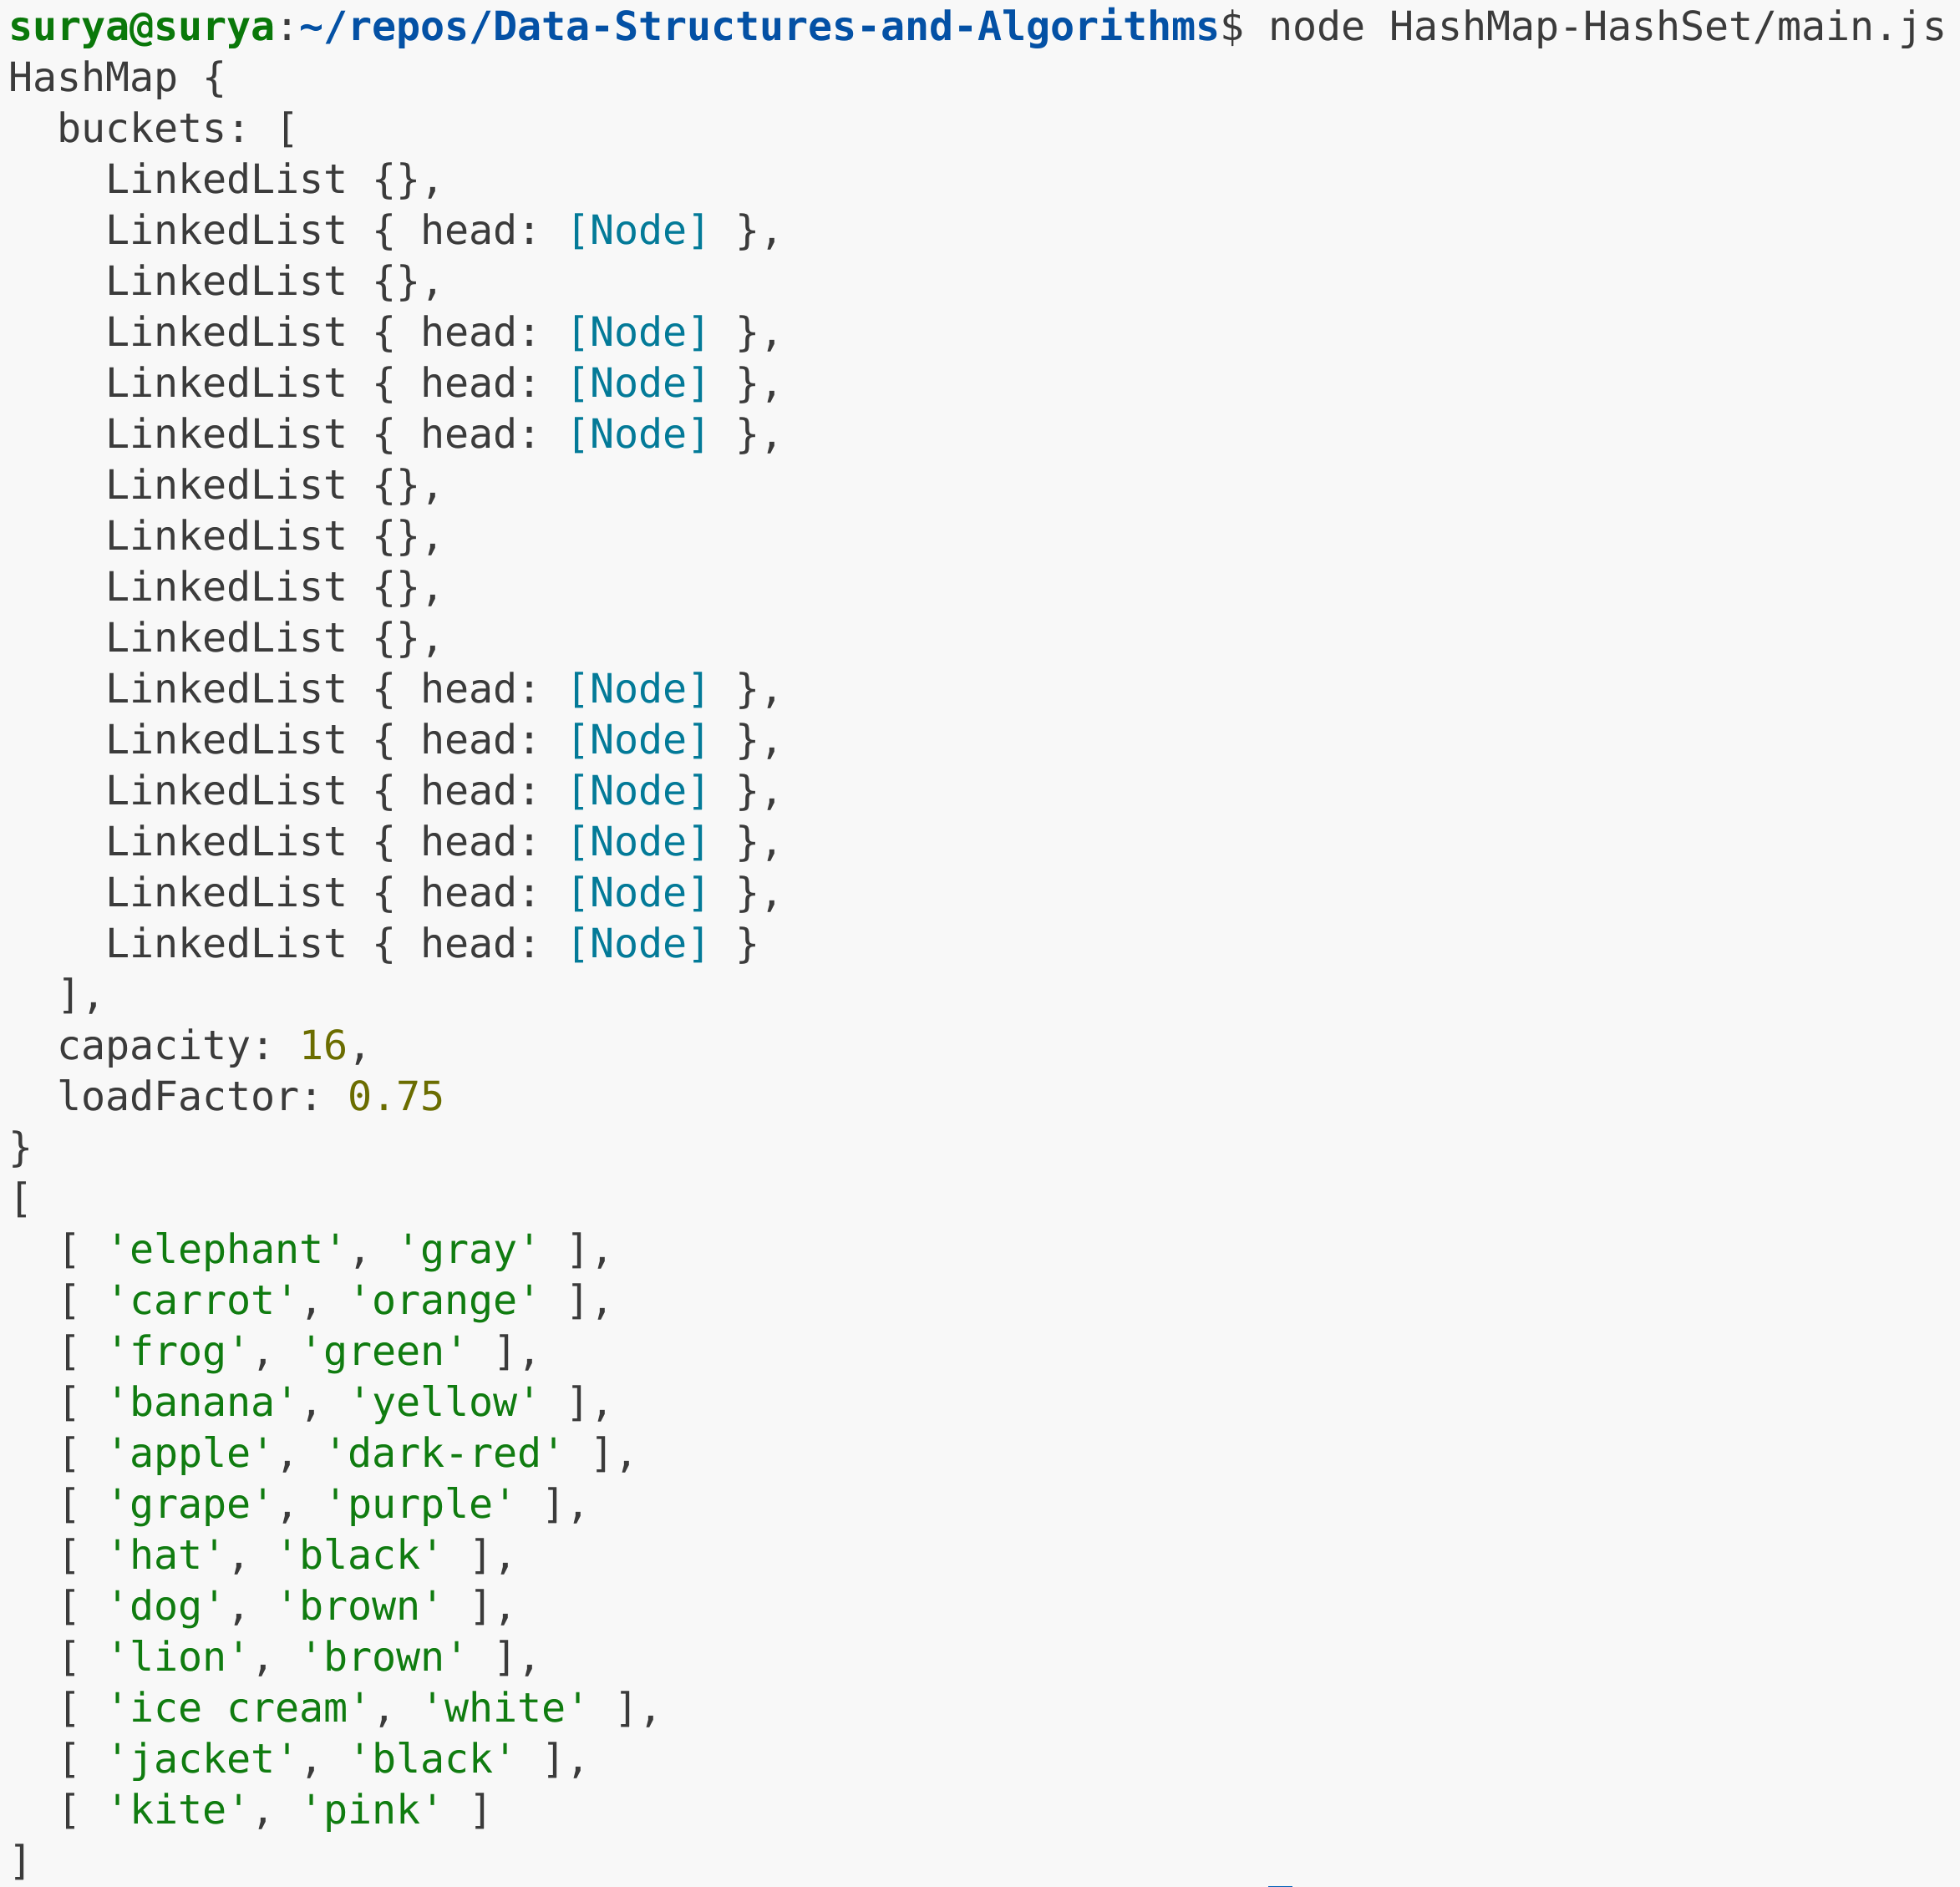 surya@surya:~/repos/Data-Structures-and-Algorithms$ node HashMap-HashSet/main.js
HashMap {
  buckets: [
    LinkedList {},
    LinkedList { head: [Node] },
    LinkedList {},
    LinkedList { head: [Node] },
    LinkedList { head: [Node] },
    LinkedList { head: [Node] },
    LinkedList {},
    LinkedList {},
    LinkedList {},
    LinkedList {},
    LinkedList { head: [Node] },
    LinkedList { head: [Node] },
    LinkedList { head: [Node] },
    LinkedList { head: [Node] },
    LinkedList { head: [Node] },
    LinkedList { head: [Node] }
  ],
  capacity: 16,
  loadFactor: 0.75
}
[
  [ 'elephant', 'gray' ],
  [ 'carrot', 'orange' ],
  [ 'frog', 'green' ],
  [ 'banana', 'yellow' ],
  [ 'apple', 'dark-red' ],
  [ 'grape', 'purple' ],
  [ 'hat', 'black' ],
  [ 'dog', 'brown' ],
  [ 'lion', 'brown' ],
  [ 'ice cream', 'white' ],
  [ 'jacket', 'black' ],
  [ 'kite', 'pink' ]
]